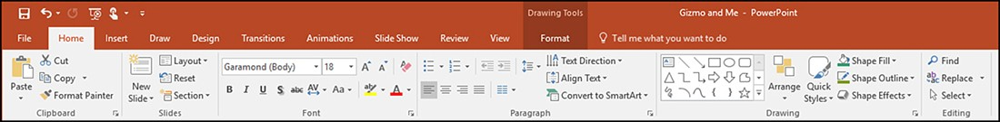 Drawing Tools
Gizmo and Me - PowerPoint
File Home Insert Draw Design Transitions Animations Slide Show Review View Format Tell me what you want to do
Paste
Cut
Copy
Format Painter
Clipboard
New Slide
Layout
Reset
Section
Slides
Garamond (Body) 18 A A A
B I U S abc AV Aa aby A
Font
Text Direction
Align Text
Convert to SmartArt
Paragraph
Arrange
Quick Styles
Shape Fill
Shape Outline
Shape Effects
Drawing
Find
Replace
Select
Editing